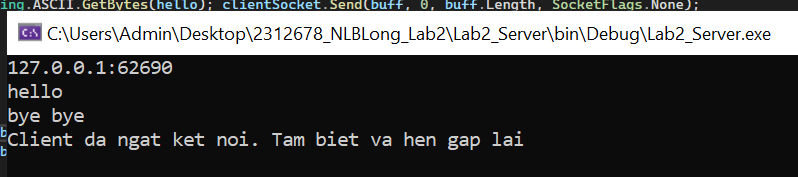 ing.ASCII.GetBytes(hello); clientSocket.Send(buff, 0, buff.Length, SocketFlags.None);
C:\Users\Admin\Desktop\2312678_NLBLong_Lab2\Lab2_Server\bin\Debug\Lab2_Server.exe
127.0.0.1:62690
hello
bye bye
Client da ngat ket noi. Tam biet va hen gap lai